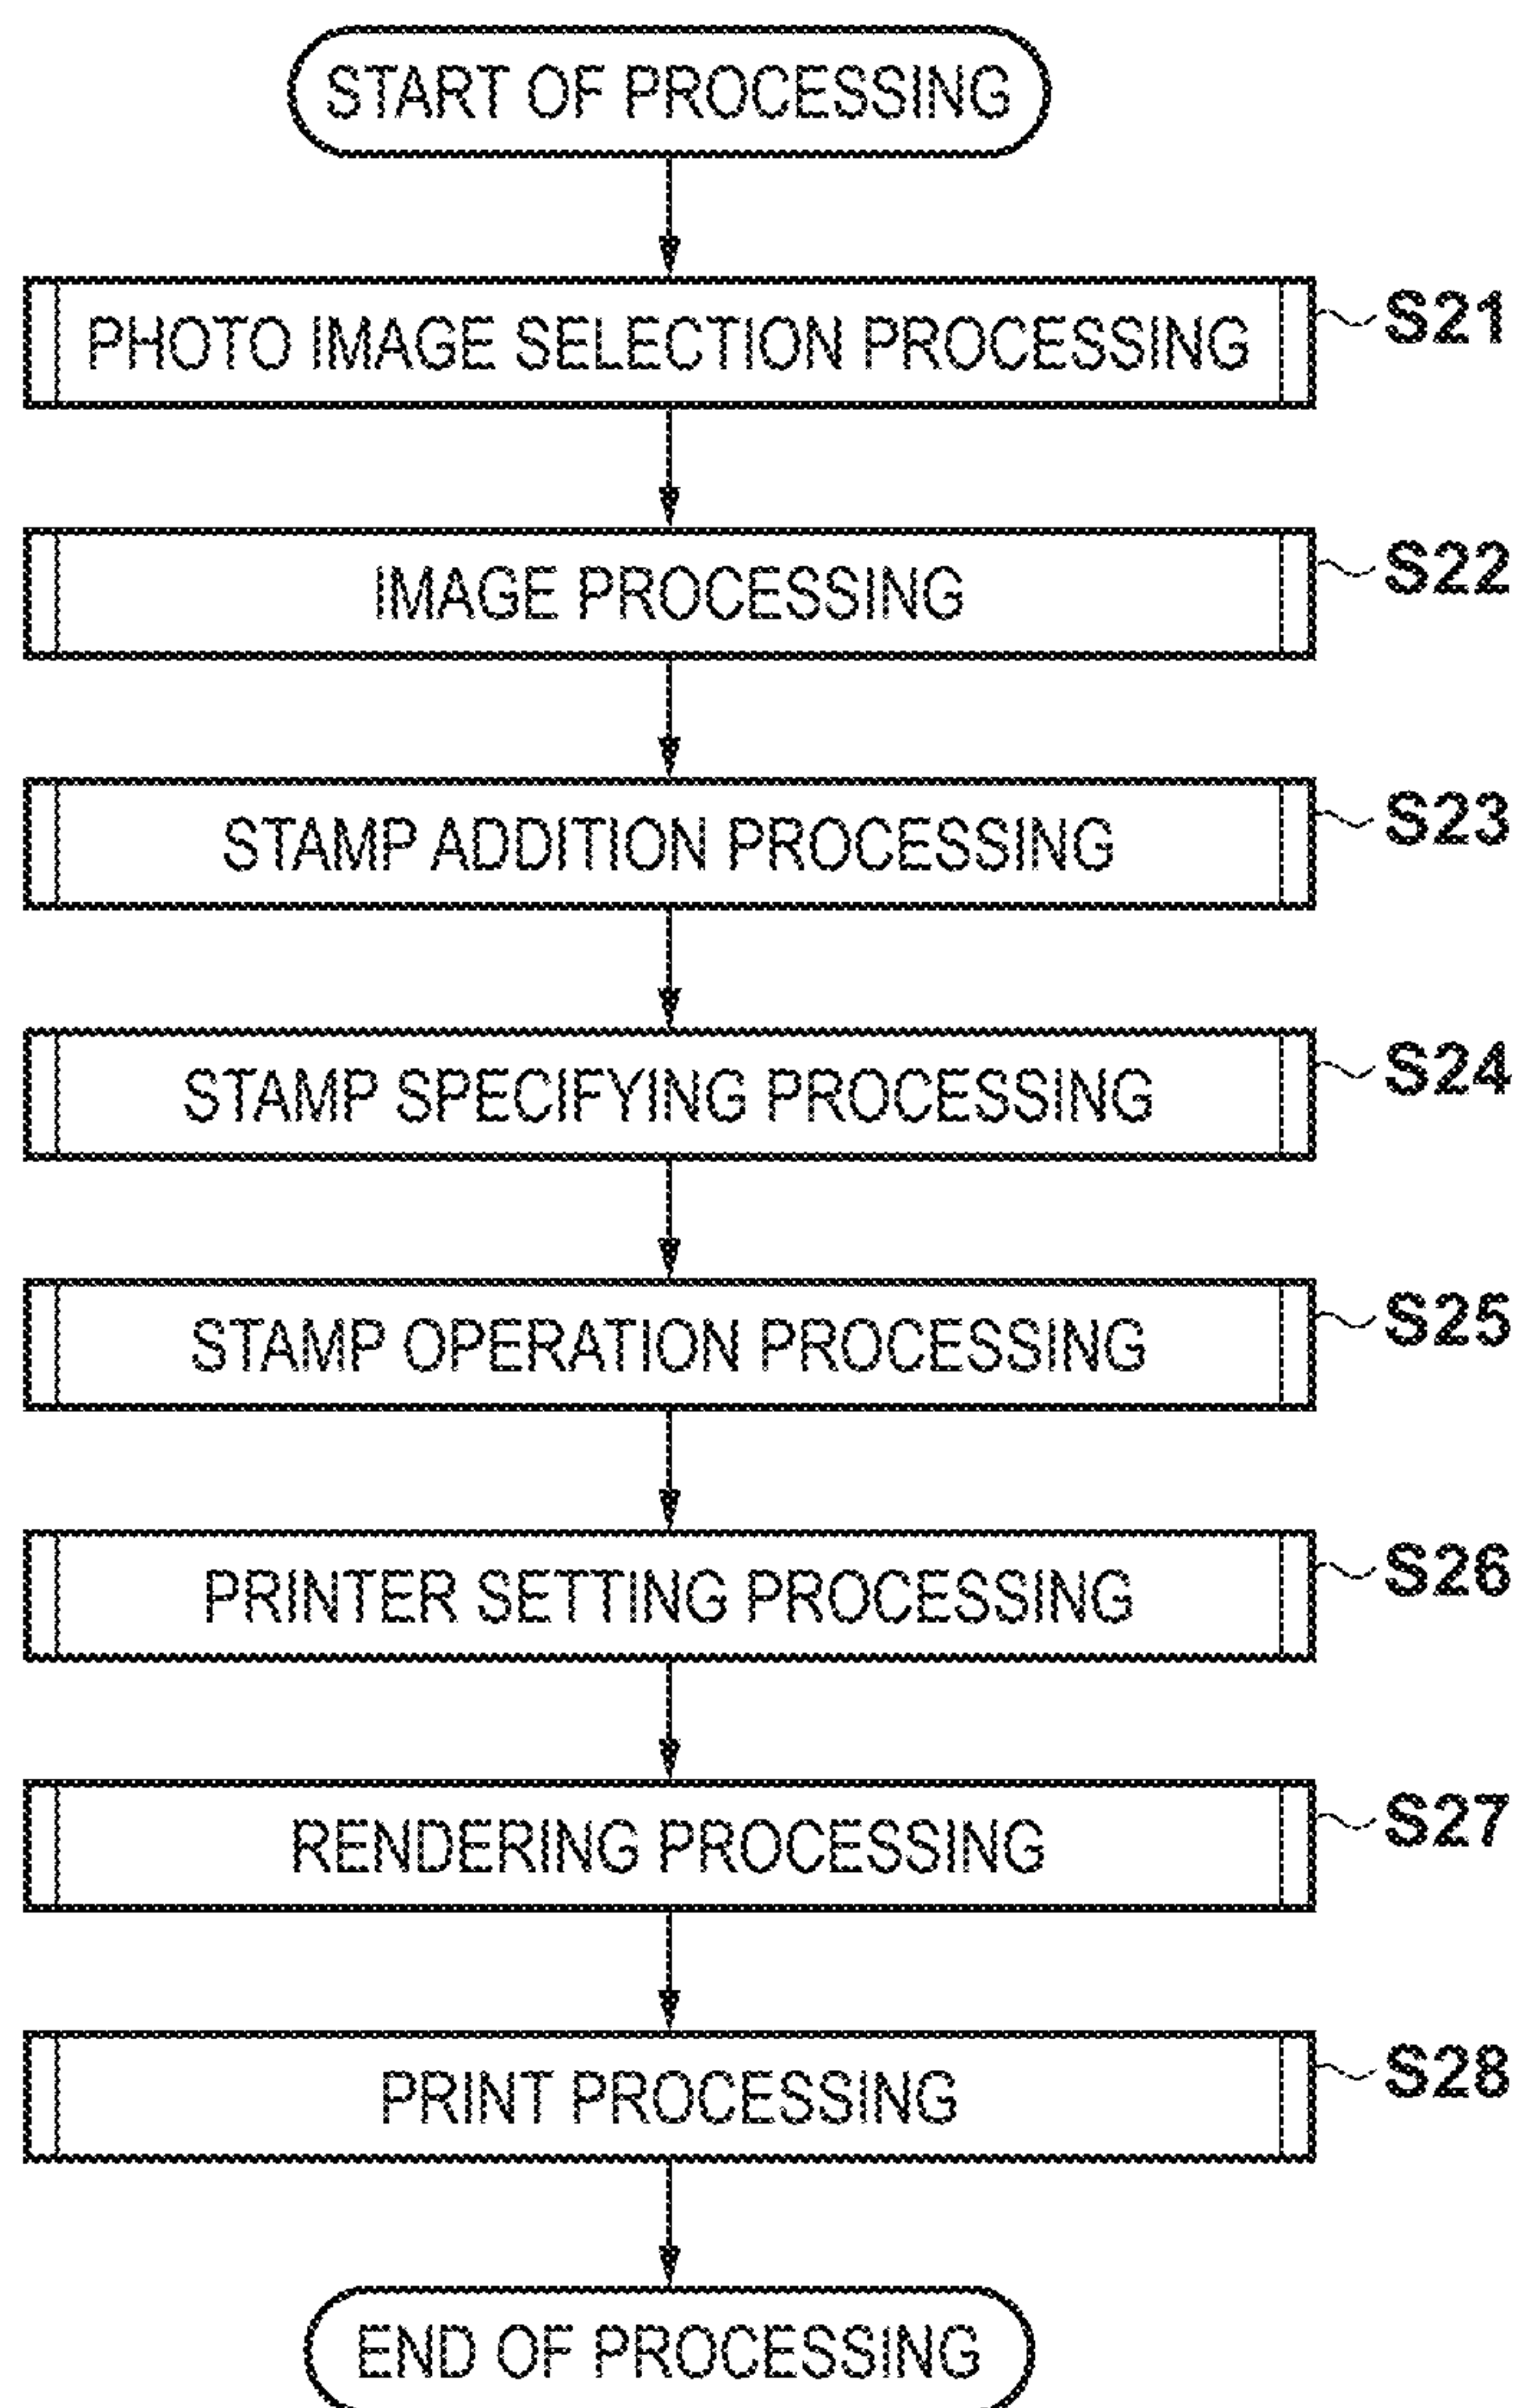 START OF PROCESSING
PHOTO IMAGE SELECTION PROCESSING S21
IMAGE PROCESSING S22
STAMP ADDITION PROCESSING S23
STAMP SPECIFYING PROCESSING S24
STAMP OPERATION PROCESSING S25
PRINTER SETTING PROCESSING S26
RENDERING PROCESSING S27
PRINT PROCESSING S28
END OF PROCESSING